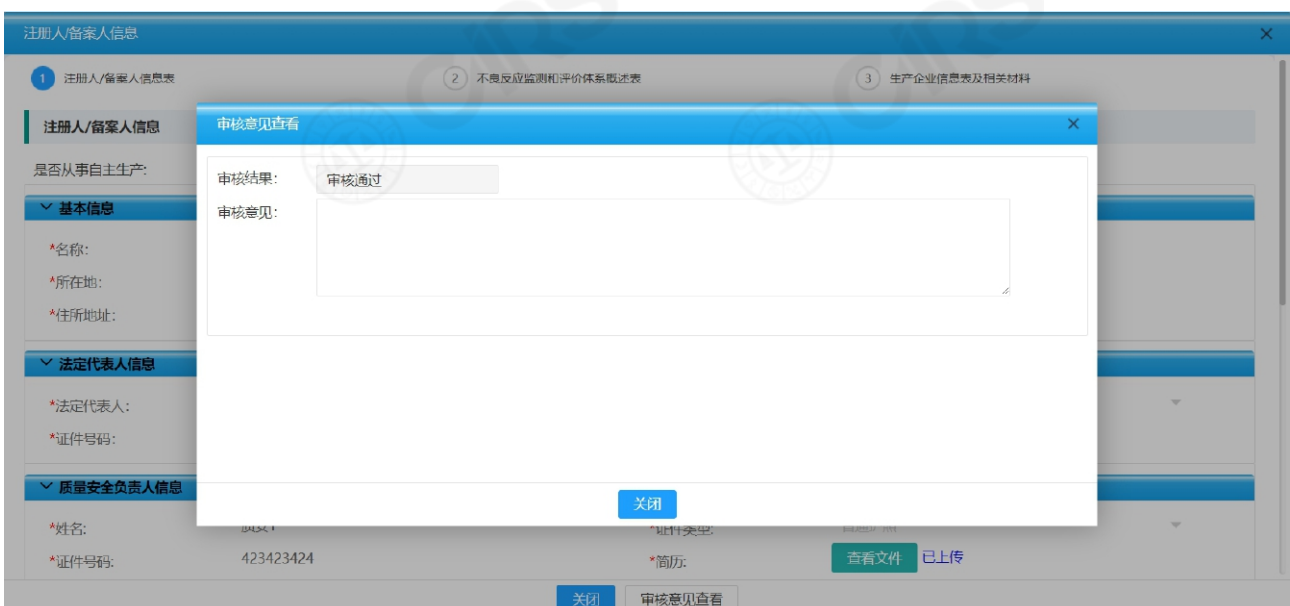 CIRS CIRS
注册人/备案人信息 ×
1 注册人/备案人信息表 2 不良反应监测和评价体系概述表 3 生产企业信息表及相关材料
注册人/备案人信息
审核意见查看 ×
是否从事自主生产:
审核结果: 审核通过
审核意见:
基本信息
*名称:
*所在地:
*住所地址:
法定代表人信息
*法定代表人:
*证件号码:
质量安全负责人信息
关闭
*姓名: *证件类型:
*证件号码: 423423424 *简历: 查看文件 已上传
关闭 审核意见查看